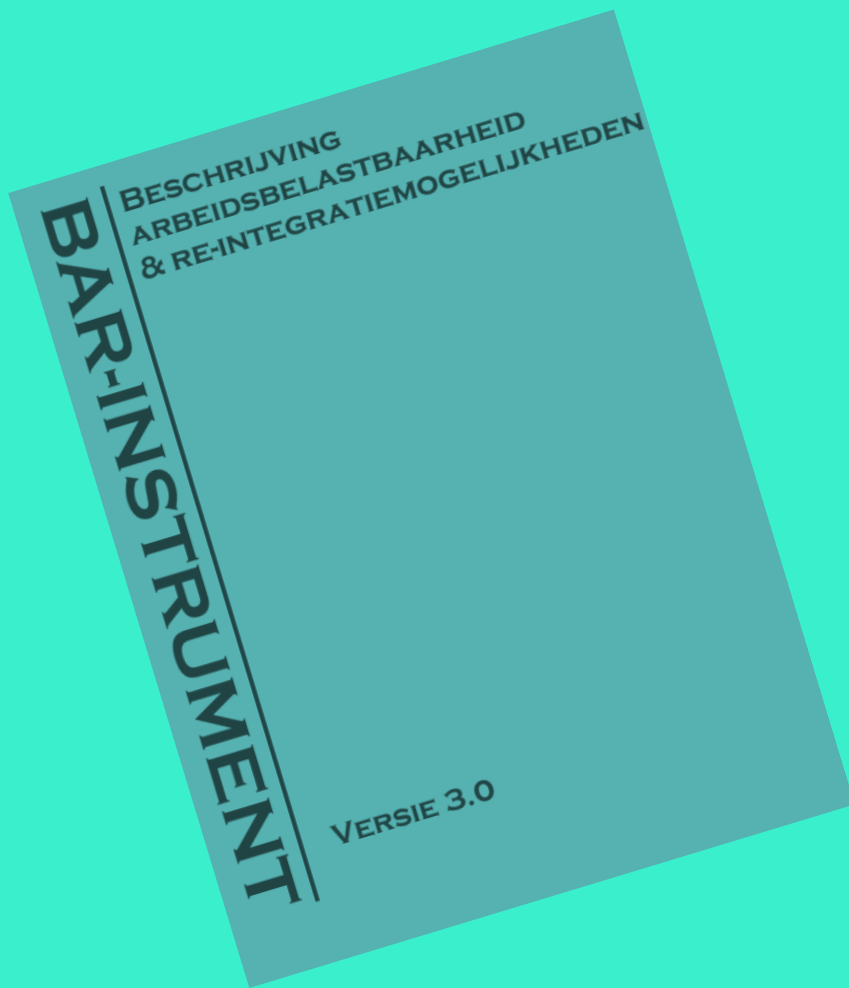 BAR-INSTRUMENT
BESCHRIJVING
ARBEIDSBELASTBAARHEID
& RE-INTEGRATIEMOGELIJKHEDEN
VERSIE 3.0